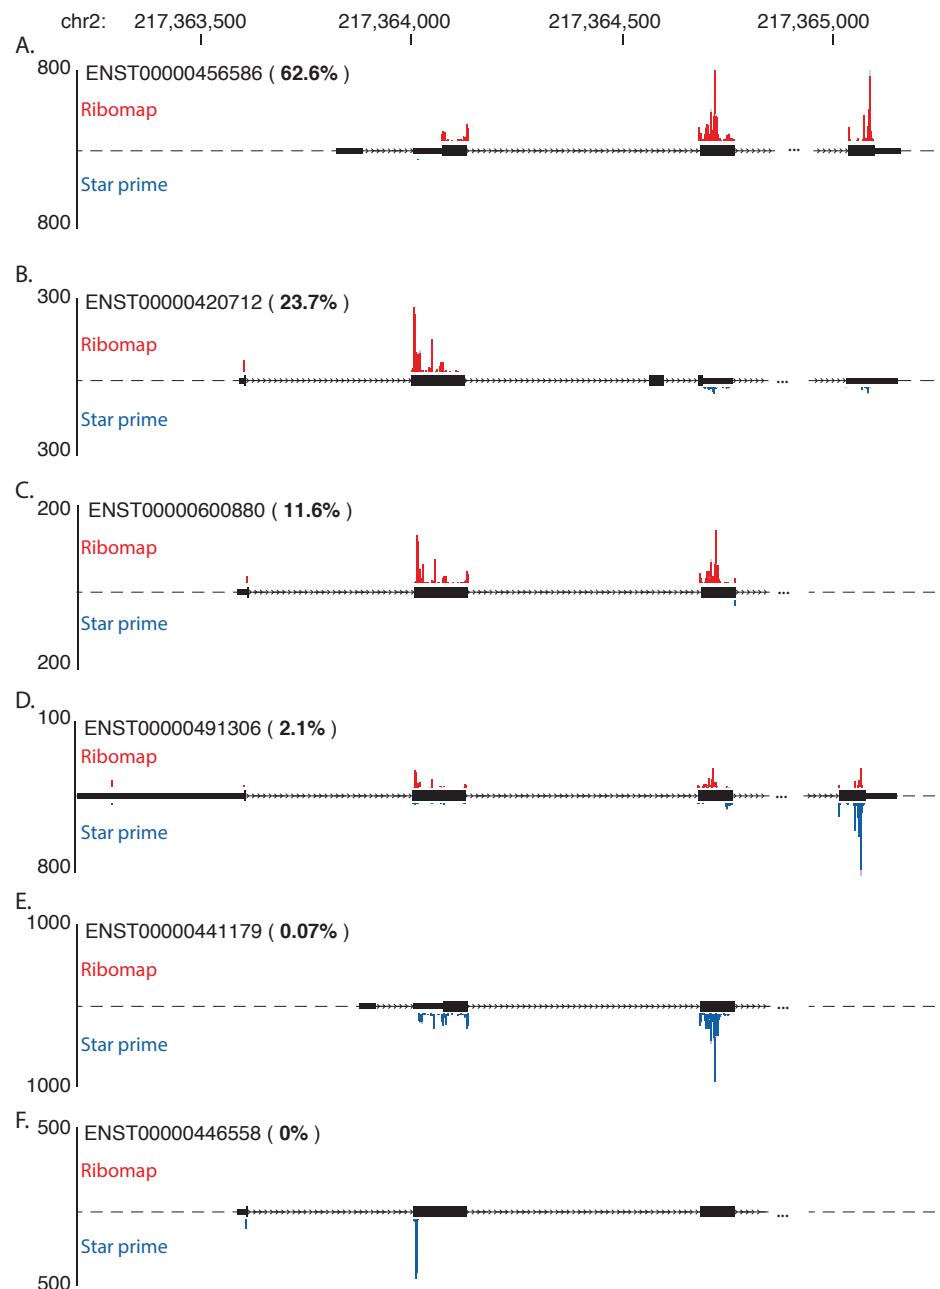 chr2: 217,363,500 217,364,000 217,364,500 217,365,000
A.
800 ENST00000456586 ( 62.6% )
Ribomap
...
Star prime
800
B.
300 ENST00000420712 ( 23.7% )
Ribomap
...
Star prime
300
C.
200 ENST00000600880 ( 11.6% )
Ribomap
...
Star prime
200
D.
100 ENST00000491306 ( 2.1% )
Ribomap
...
Star prime
800
E.
1000 ENST00000441179 ( 0.07% )
Ribomap
...
Star prime
1000
F.
500 ENST00000446558 ( 0% )
Ribomap
...
Star prime
500